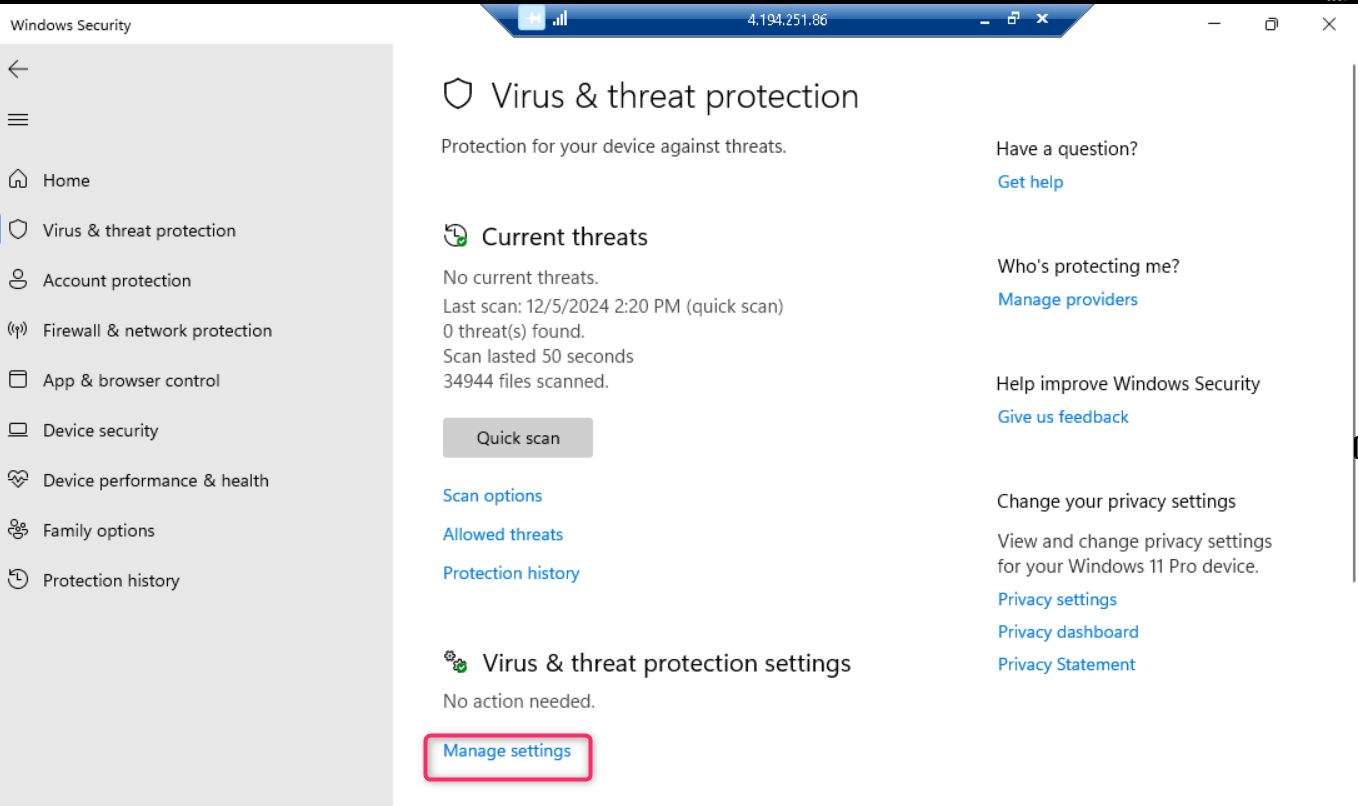 Windows Security
4.194.251.86
Home
Virus & threat protection
Account protection
Firewall & network protection
App & browser control
Device security
Device performance & health
Family options
Protection history
Virus & threat protection
Protection for your device against threats.
Current threats
No current threats.
Last scan: 12/5/2024 2:20 PM (quick scan)
0 threat(s) found.
Scan lasted 50 seconds
34944 files scanned.
Quick scan
Scan options
Allowed threats
Protection history
Virus & threat protection settings
No action needed.
Manage settings
Have a question?
Get help
Who's protecting me?
Manage providers
Help improve Windows Security
Give us feedback
Change your privacy settings
View and change privacy settings
for your Windows 11 Pro device.
Privacy settings
Privacy dashboard
Privacy Statement